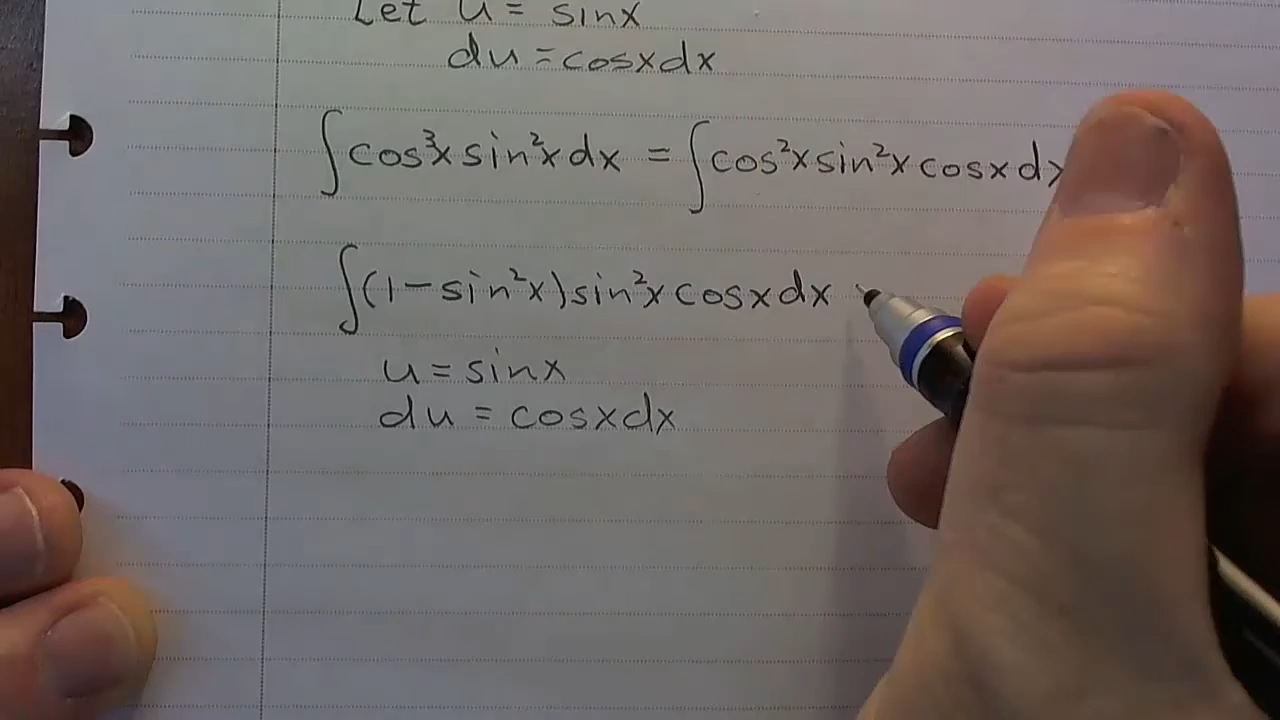 Let u = sinx
du = cosxdx
∫cos³x sin²x dx = ∫cos²x sin²x cosx dx
∫(1-sin²x)sin²x cosx dx
u = sinx
du = cosxdx